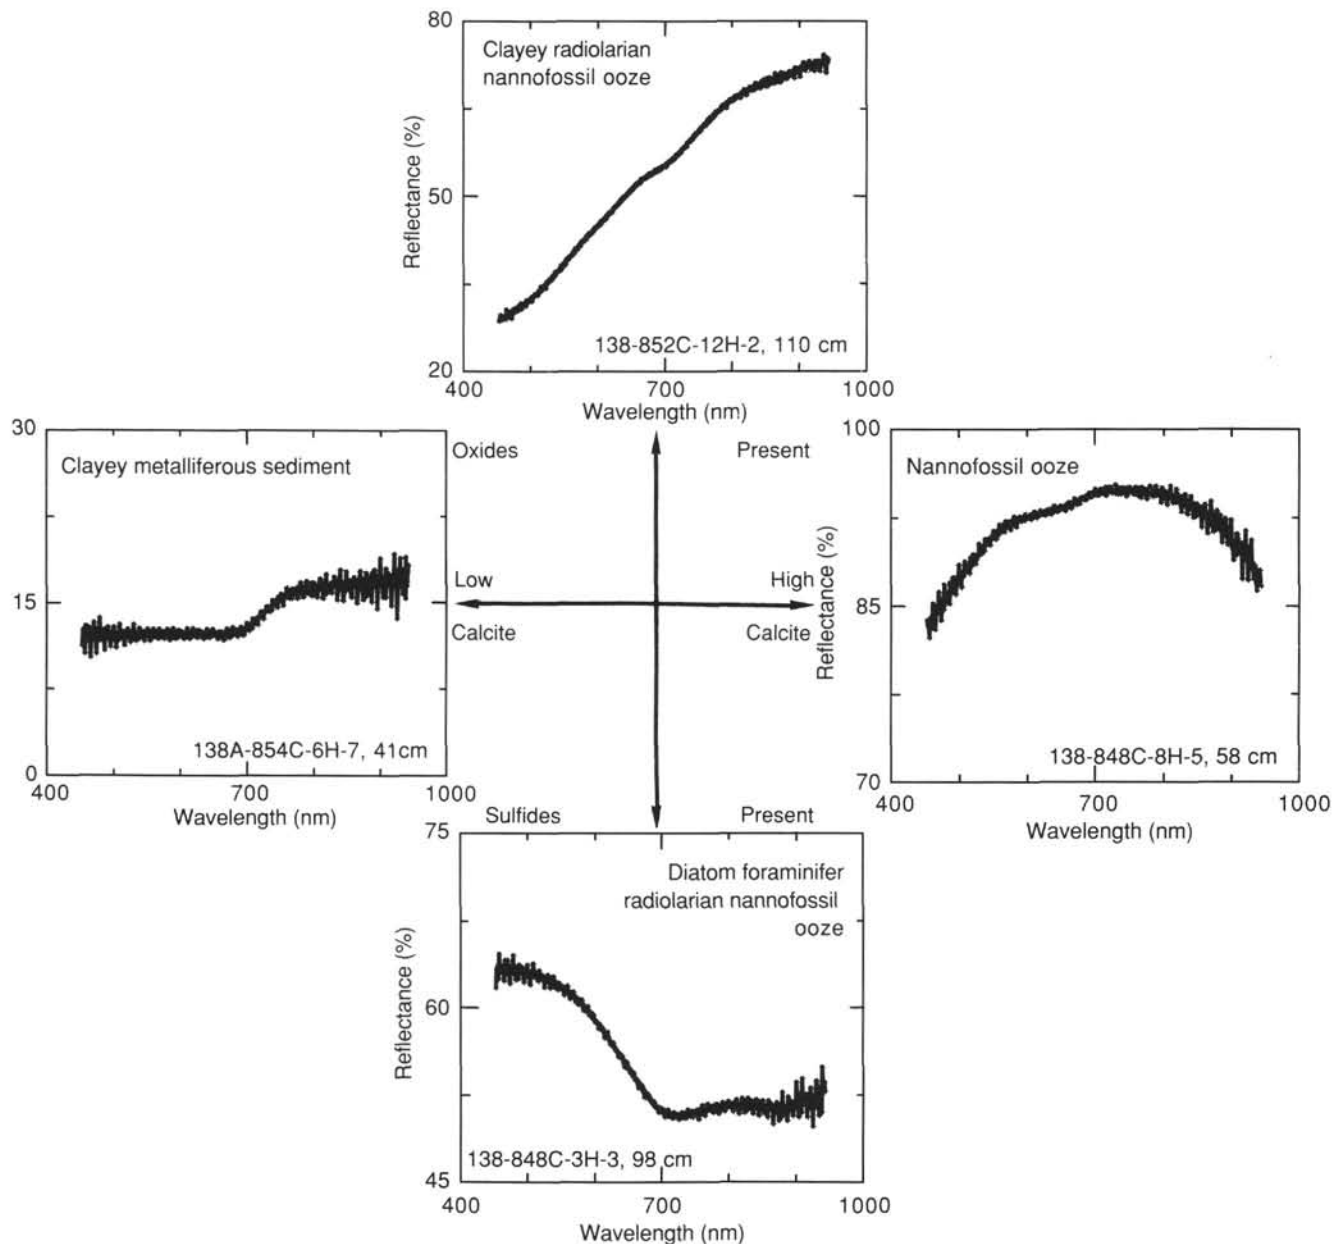 80
Clayey radiolarian
nannofossil ooze
Reflectance (%)
50
138-852C-12H-2, 110 cm
20
400
700
1000
Wavelength (nm)
30
Clayey metalliferous sediment
15
138A-854C-6H-7, 41cm
0
400
700
1000
Wavelength (nm)
Oxides
Present
Low
High
Calcite
Calcite
Sulfides
Present
100
Nannofossil ooze
Reflectance (%)
85
138-848C-8H-5, 58 cm
70
400
700
1000
Wavelength (nm)
75
Diatom foraminifer
radiolarian nannofossil
ooze
Reflectance (%)
60
138-848C-3H-3, 98 cm
45
400
700
1000
Wavelength (nm)